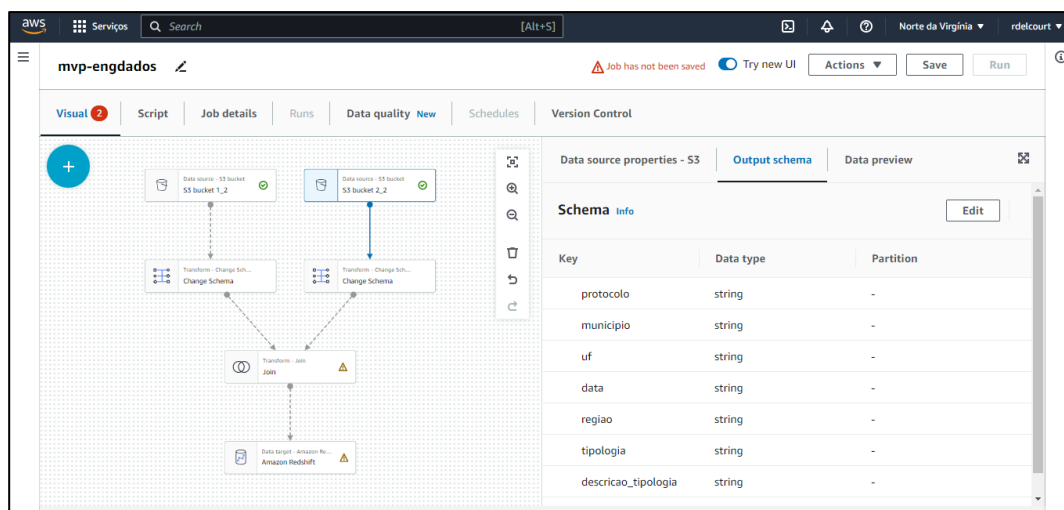 aws Serviços Search [Alt+S] Norte da Virgínia rdelcourt
mvp-engdados Job has not been saved Try new UI Actions Save Run
Visual 2 Script Job details Runs Data quality New Schedules Version Control
Data source - S3 bucket
S3 bucket 1_2
Data source - S3 bucket
S3 bucket 2_2
Transform - Change Sch...
Change Schema
Transform - Change Sch...
Change Schema
Transform - Join
Join
Data target - Amazon Re...
Amazon Redshift
Data source properties - S3 Output schema Data preview
Schema Info Edit
Key Data type Partition
protocolo string -
municipio string -
uf string -
data string -
regiao string -
tipologia string -
descricao_tipologia string -